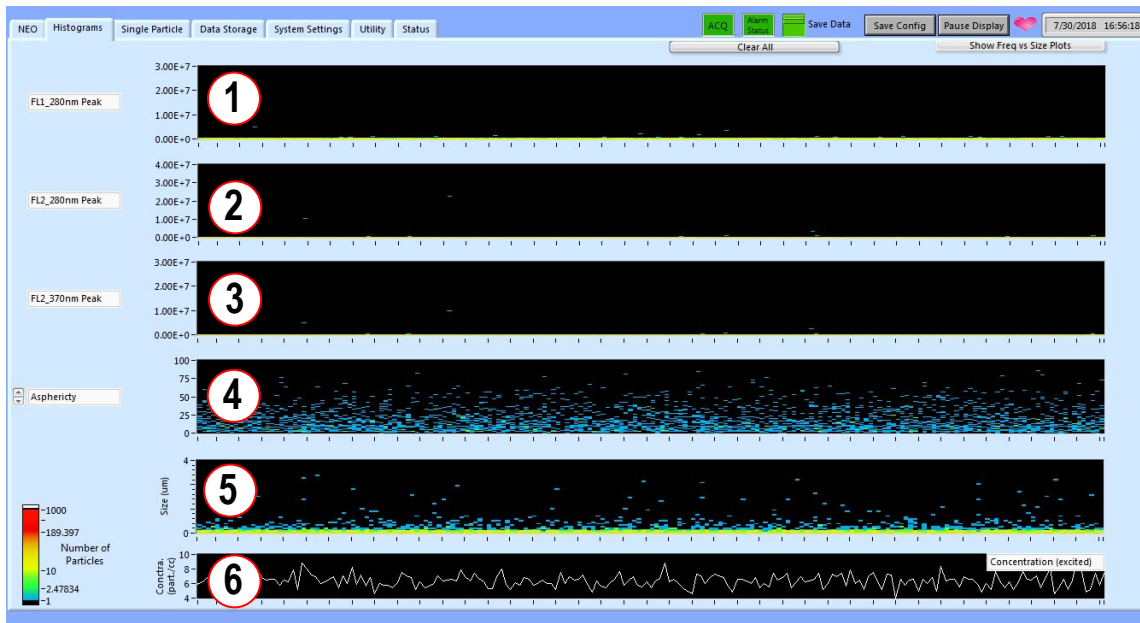 NEO Histograms Single Particle Data Storage System Settings Utility Status ACQ Alarm Status Save Data Save Config Pause Display 7/30/2018 16:56:18
Clear All Show Freq vs Size Plots
FL1_280nm Peak
3.00E+7
2.00E+7
1.00E+7
0.00E+0
1
FL2_280nm Peak
4.00E+7
3.00E+7
2.00E+7
1.00E+7
0.00E+0
2
FL2_370nm Peak
3.00E+7
2.00E+7
1.00E+7
0.00E+0
3
Asphericty
100
75
50
25
0
4
Size (um)
4
0
5
1000
189.397
Number of
Particles
10
2.47834
1
Conctra.
(part./cc)
10
8
6
4
6
Concentration (excited)